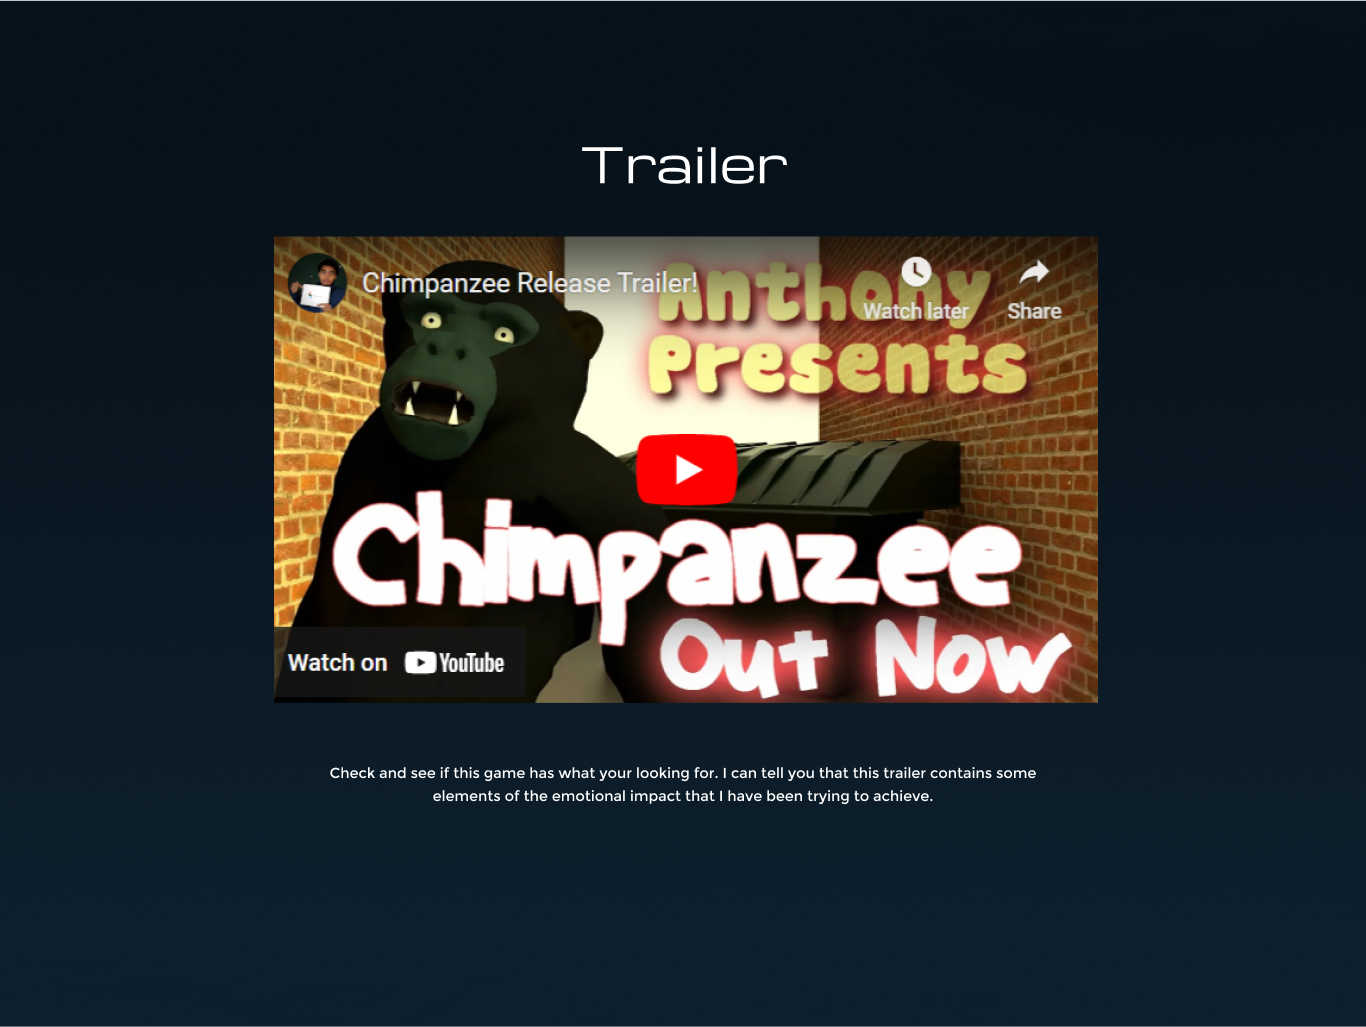 Trailer
Chimpanzee Release Trailer!
Anthony
Watch later
Share
Presents
Chimpanzee
Out Now
Watch on YouTube
Check and see if this game has what your looking for. I can tell you that this trailer contains some
elements of the emotional impact that I have been trying to achieve.